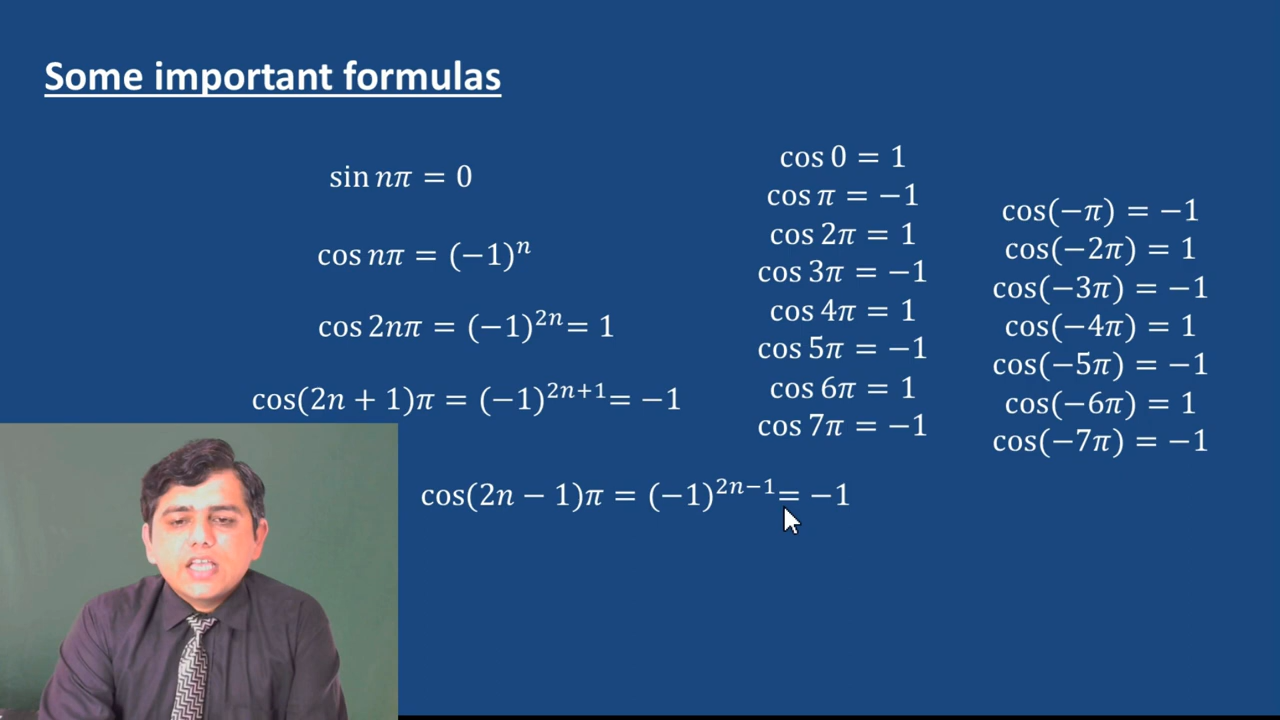 Some important formulas
sin nπ = 0
cos nπ = (−1)ⁿ
cos 2nπ = (−1)²ⁿ= 1
cos(2n + 1)π = (−1)²ⁿ⁺¹= −1
cos(2n − 1)π = (−1)²ⁿ⁻¹= −1
cos 0 = 1
cos π = −1
cos 2π = 1
cos 3π = −1
cos 4π = 1
cos 5π = −1
cos 6π = 1
cos 7π = −1
cos(−π) = −1
cos(−2π) = 1
cos(−3π) = −1
cos(−4π) = 1
cos(−5π) = −1
cos(−6π) = 1
cos(−7π) = −1